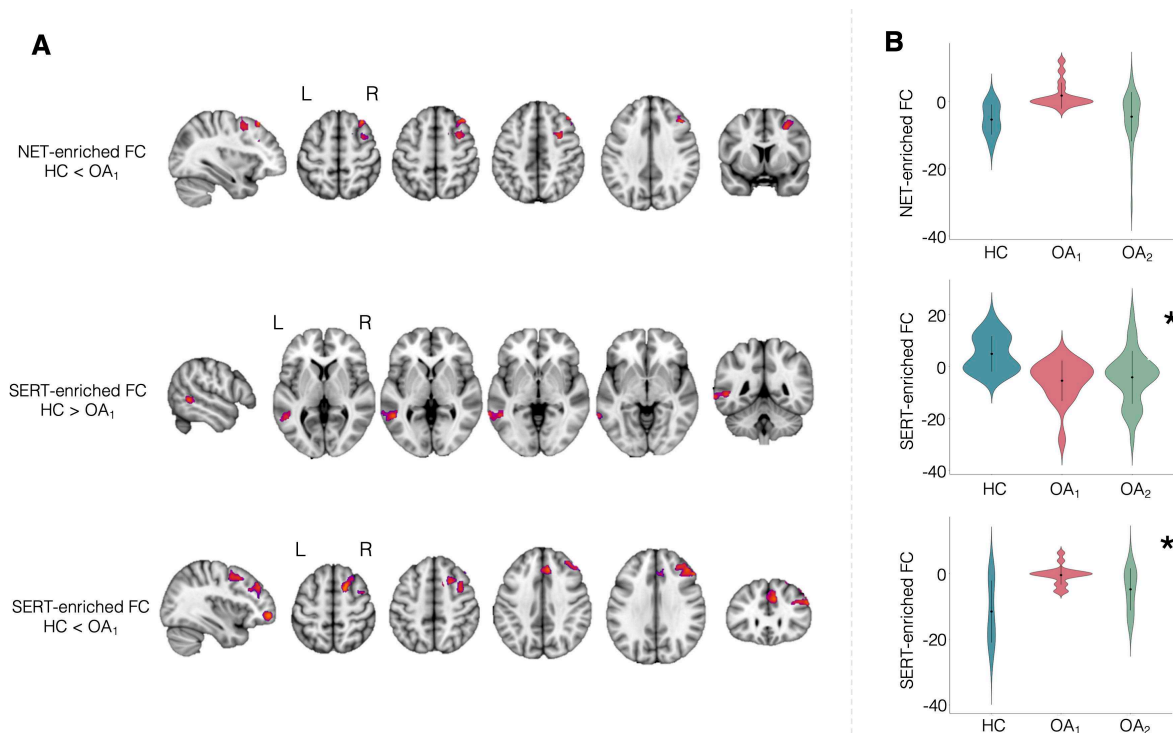 A
L R
NET-enriched FC
HC < OA₁
L R
SERT-enriched FC
HC > OA₁
L R
SERT-enriched FC
HC < OA₁
B
NET-enriched FC
0
-20
-40
HC OA₁ OA₂
SERT-enriched FC
20
0
-20
-40
*
HC OA₁ OA₂
SERT-enriched FC
0
-20
-40
*
HC OA₁ OA₂